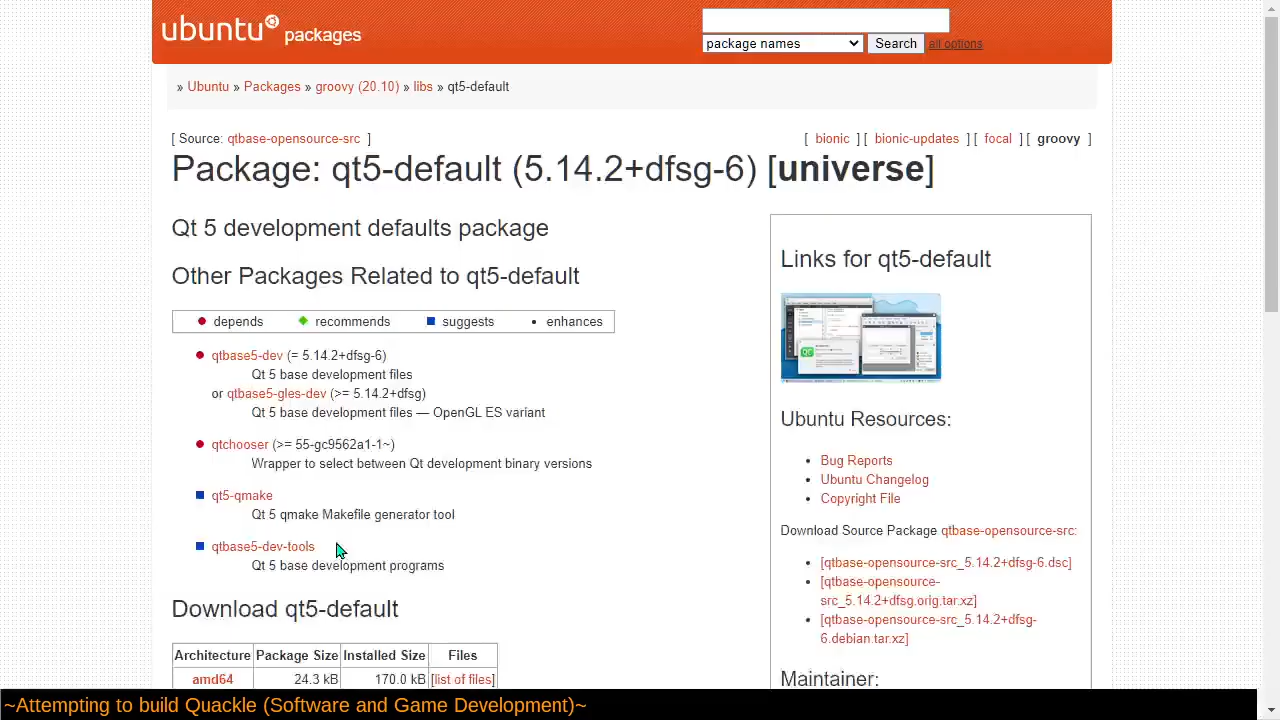 ubuntu packages
package names Search all options
» Ubuntu » Packages » groovy (20.10) » libs » qt5-default
[ Source: qtbase-opensource-src ]
[ bionic ] [ bionic-updates ] [ focal ] [ groovy ]
Package: qt5-default (5.14.2+dfsg-6) [universe]
Qt 5 development defaults package
Other Packages Related to qt5-default
depends recommends suggests enhances
qtbase5-dev (= 5.14.2+dfsg-6)
Qt 5 base development files
or qtbase5-gles-dev (>= 5.14.2+dfsg)
Qt 5 base development files — OpenGL ES variant
qtchooser (>= 55-gc9562a1-1~)
Wrapper to select between Qt development binary versions
qt5-qmake
Qt 5 qmake Makefile generator tool
qtbase5-dev-tools
Qt 5 base development programs
Download qt5-default
Architecture Package Size Installed Size Files
amd64 24.3 kB 170.0 kB [list of files]
Links for qt5-default
Ubuntu Resources:
Bug Reports
Ubuntu Changelog
Copyright File
Download Source Package qtbase-opensource-src:
[qtbase-opensource-src_5.14.2+dfsg-6.dsc]
[qtbase-opensource-
src_5.14.2+dfsg.orig.tar.xz]
[qtbase-opensource-src_5.14.2+dfsg-
6.debian.tar.xz]
Maintainer:
~Attempting to build Quackle (Software and Game Development)~